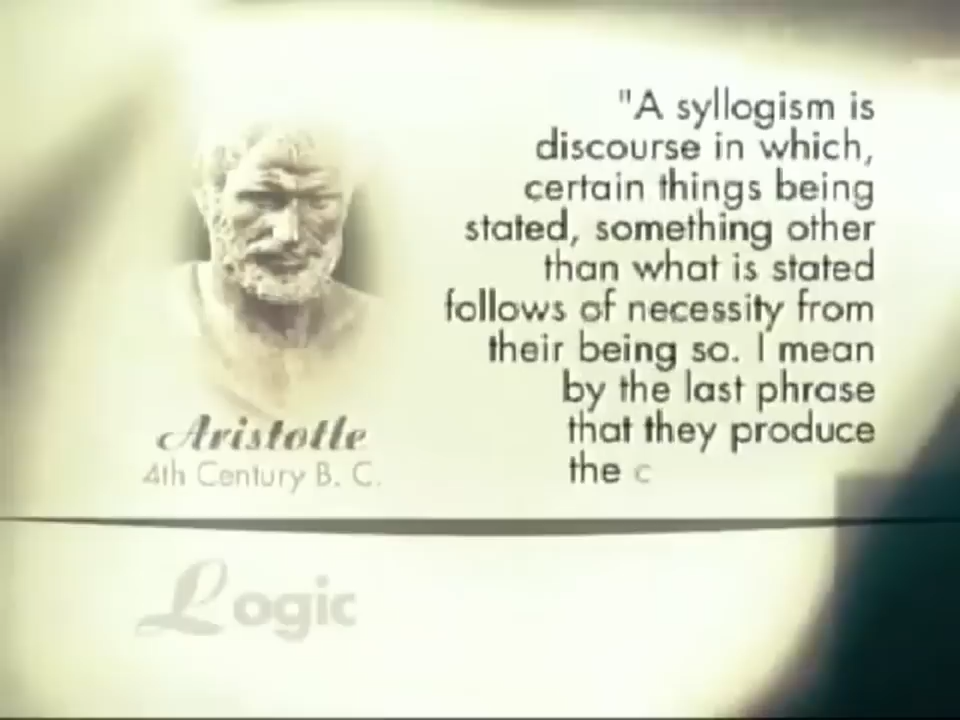 "A syllogism is
discourse in which,
certain things being
stated, something other
than what is stated
follows of necessity from
their being so. I mean
by the last phrase
that they produce
the c
Aristotle
4th Century B. C.
Logic